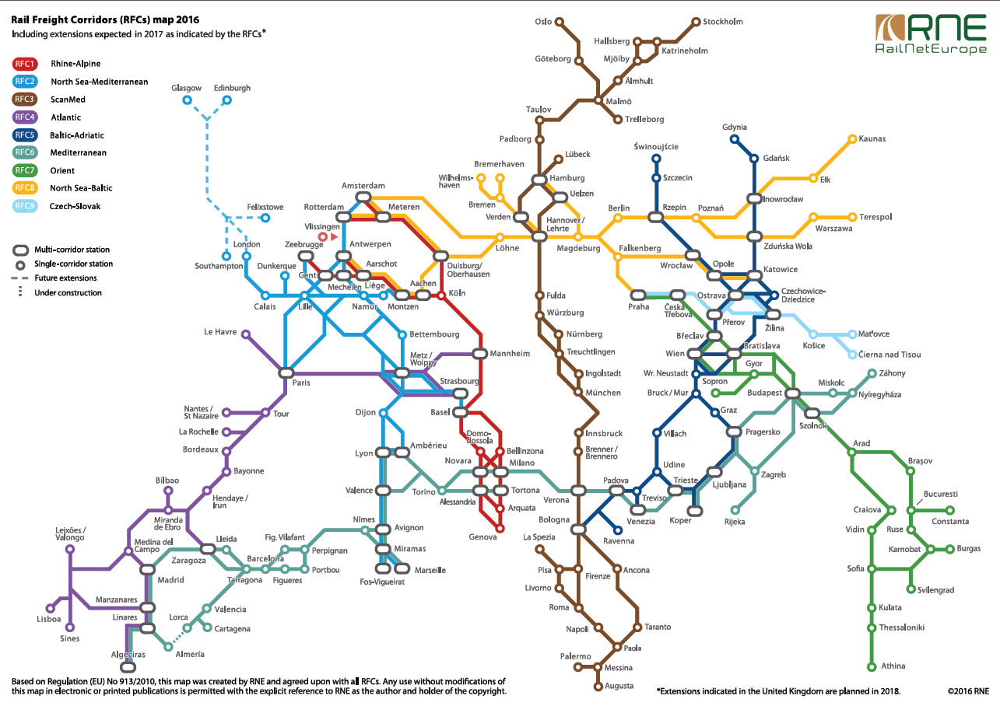 Rail Freight Corridors (RFCs) map 2016
Including extensions expected in 2017 as indicated by the RFCs*
RNE
RailNetEurope
RFC1 Rhine-Alpine
RFC2 North Sea-Mediterranean
RFC3 ScanMed
RFC4 Atlantic
RFC5 Baltic-Adriatic
RFC6 Mediterranean
RFC7 Orient
RFC8 North Sea-Baltic
RFC9 Czech-Slovak
Multi-corridor station
Single-corridor station
Future extensions
Under construction
Oslo
Stockholm
Hallsberg
Katrineholm
Göteborg
Mjölby
Älmhult
Glasgow
Edinburgh
Malmö
Taulov
Trelleborg
Padborg
Gdynia
Kaunas
Świnoujście
Lübeck
Gdańsk
Bremerhaven
Wilhelms-
haven
Hamburg
Szczecin
Ełk
Amsterdam
Uelzen
Inowrocław
Bremen
Felixstowe
Rotterdam
Meteren
Verden
Hannover /
Lehrte
Berlin
Rzepin
Poznań
Terespol
Warszawa
Vlissingen
Zeebrugge
London
Antwerpen
Löhne
Magdeburg
Falkenberg
Zduńska Wola
Southampton
Dunkerque
Gent
Aarschot
Duisburg/
Oberhausen
Wrocław
Opole
Katowice
Mechelen
Liège
Aachen
Calais
Lille
Namur
Montzen
Köln
Fulda
Praha
Česká
Třebova
Ostrava
Czechowice-
Dziedzice
Würzburg
Přerov
Žilina
Le Havre
Bettembourg
Nürnberg
Břeclav
Košice
Mat'ovce
Metz /
Woippy
Mannheim
Treuchtlingen
Wien
Bratislava
Čierna nad Tisou
Gyor
Paris
Strasbourg
Ingolstadt
Wr. Neustadt
Sopron
Miskolc
Záhony
München
Bruck / Mur
Budapest
Nyíregyháza
Nantes /
St Nazaire
Tour
Dijon
Basel
Graz
Szolnok
La Rochelle
Domo-
dossola
Innsbruck
Villach
Pragersko
Bordeaux
Lyon
Ambérieu
Bellinzona
Brenner /
Brennero
Arad
Novara
Milano
Udine
Braşov
Bayonne
Bilbao
Zagreb
Ljubljana
Hendaye /
Irun
Valence
Torino
Alessandria
Tortona
Verona
Padova
Treviso
Trieste
Bucuresti
Miranda
de Ebro
Arquata
Venezia
Koper
Rijeka
Craiova
Constanta
Nîmes
Avignon
Genova
Bologna
Ravenna
Vidin
Ruse
Leixões /
Valongo
Medina del
Campo
Lleida
Fig. Vilafant
Perpignan
La Spezia
Zaragoza
Miramas
Karnobat
Burgas
Barcelona
Madrid
Tarragona
Figueres
Portbou
Fos-Vigueirat
Marseille
Pisa
Firenze
Ancona
Sofia
Livorno
Svilengrad
Manzanares
Valencia
Roma
Kulata
Lisboa
Linares
Lorca
Cartagena
Napoli
Taranto
Thessaloniki
Sines
Algeciras
Almería
Paola
Palermo
Messina
Athina
Augusta
Based on Regulation (EU) No 913/2010, this map was created by RNE and agreed upon with all RFCs. Any use without modifications of
this map in electronic or printed publications is permitted with the explicit reference to RNE as the author and holder of the copyright.
*Extensions indicated in the United Kingdom are planned in 2018.
©2016 RNE